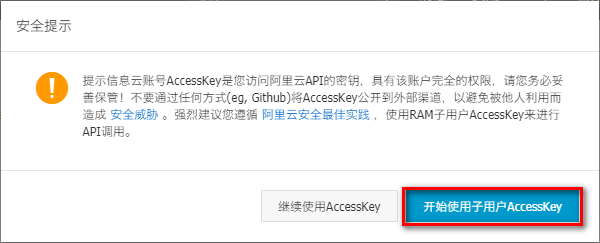 安全提示
提示信息云账号AccessKey是您访问阿里云API的密钥，具有该账户完全的权限，请您务必妥
善保管！不要通过任何方式(eg, Github)将AccessKey公开到外部渠道，以避免被他人利用而
造成 安全威胁 。强烈建议您遵循 阿里云安全最佳实践 ，使用RAM子用户AccessKey来进行
API调用。
继续使用AccessKey
开始使用子用户AccessKey